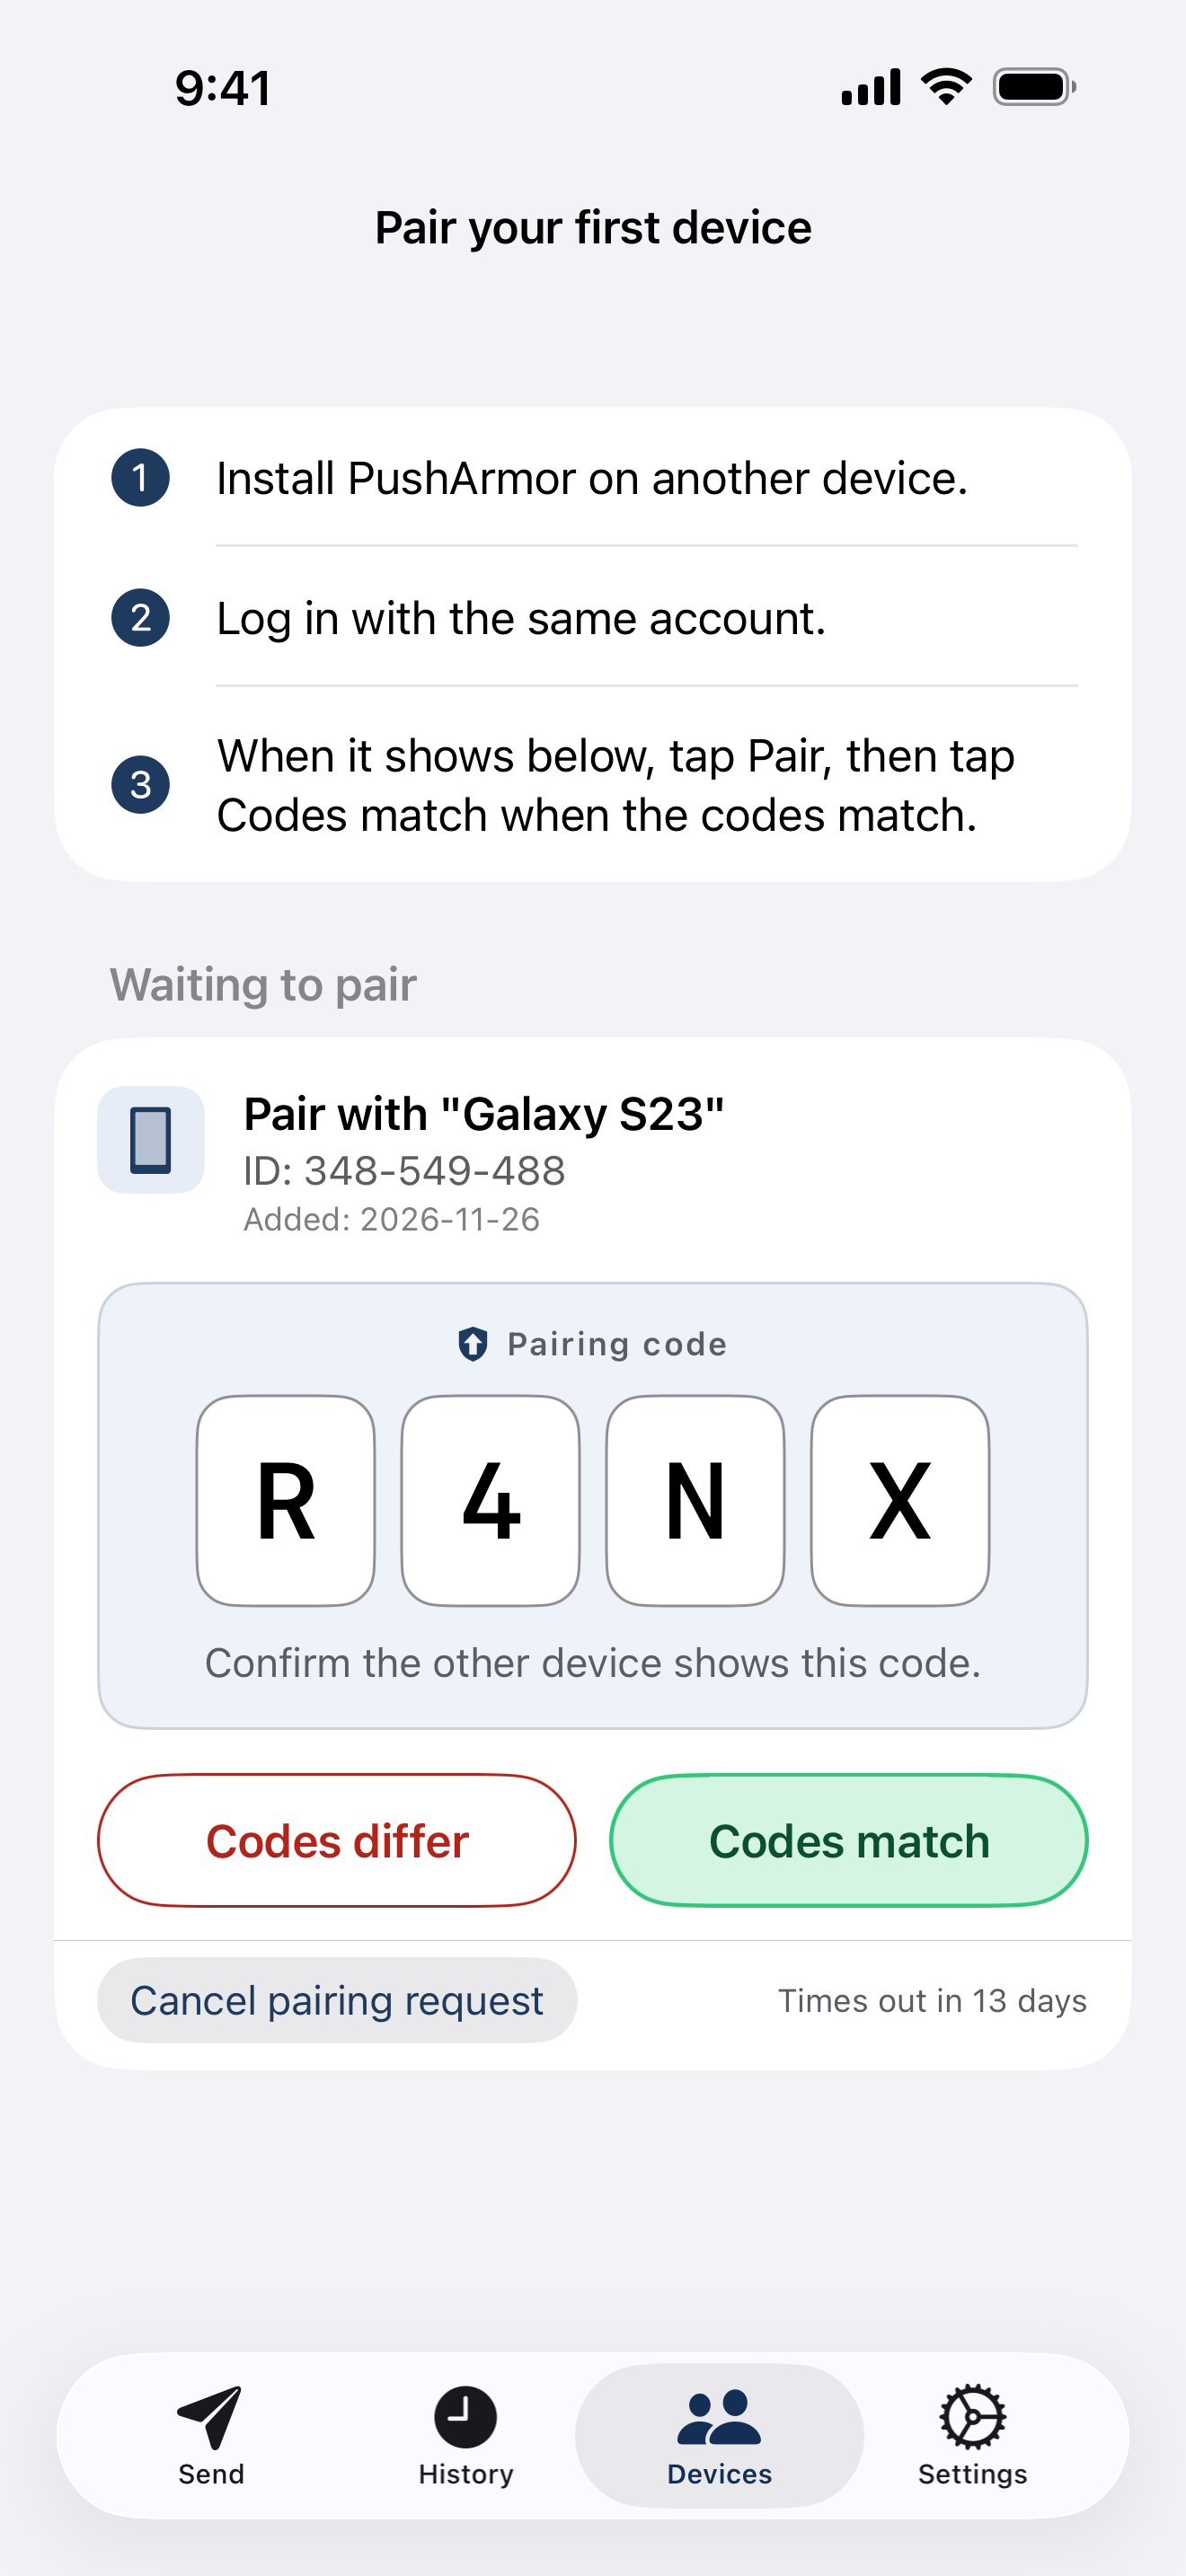 9:41
Pair your first device
1 Install PushArmor on another device.
2 Log in with the same account.
3 When it shows below, tap Pair, then tap
Codes match when the codes match.
Waiting to pair
Pair with "Galaxy S23"
ID: 348-549-488
Added: 2026-11-26
Pairing code
R 4 N X
Confirm the other device shows this code.
Codes differ Codes match
Cancel pairing request Times out in 13 days
Send History Devices Settings